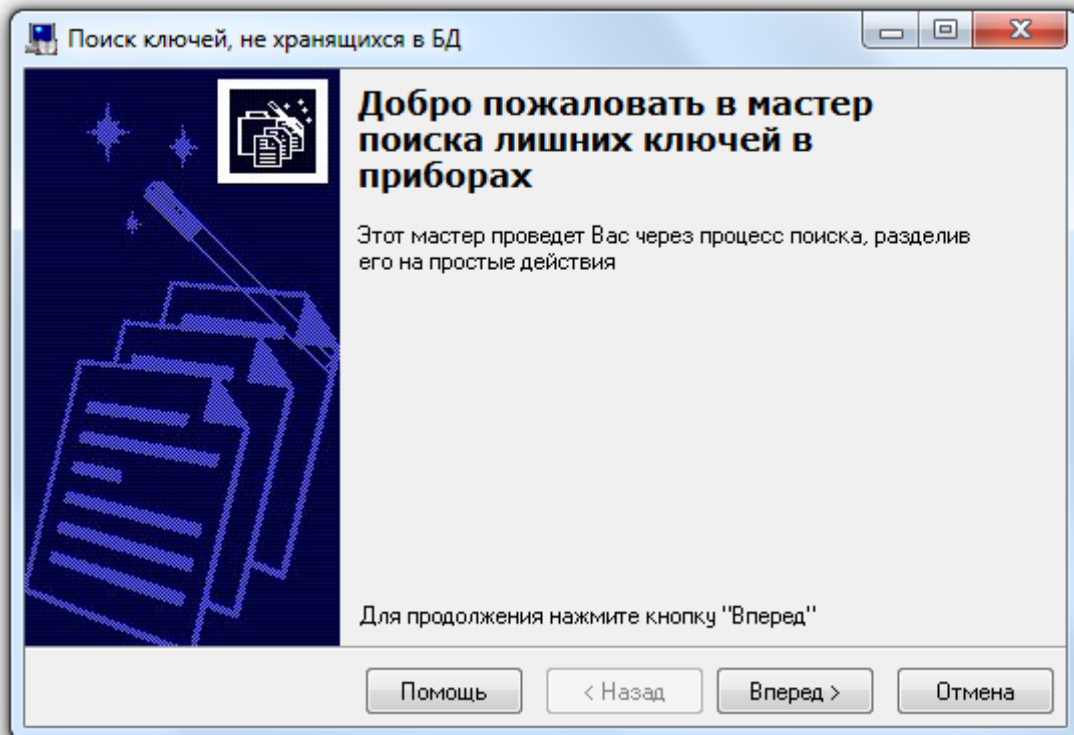 Поиск ключей, не хранящихся в БД
Добро пожаловать в мастер
поиска лишних ключей в
приборах
Этот мастер проведет Вас через процесс поиска, разделив
его на простые действия
Для продолжения нажмите кнопку "Вперед"
Помощь
< Назад
Вперед >
Отмена